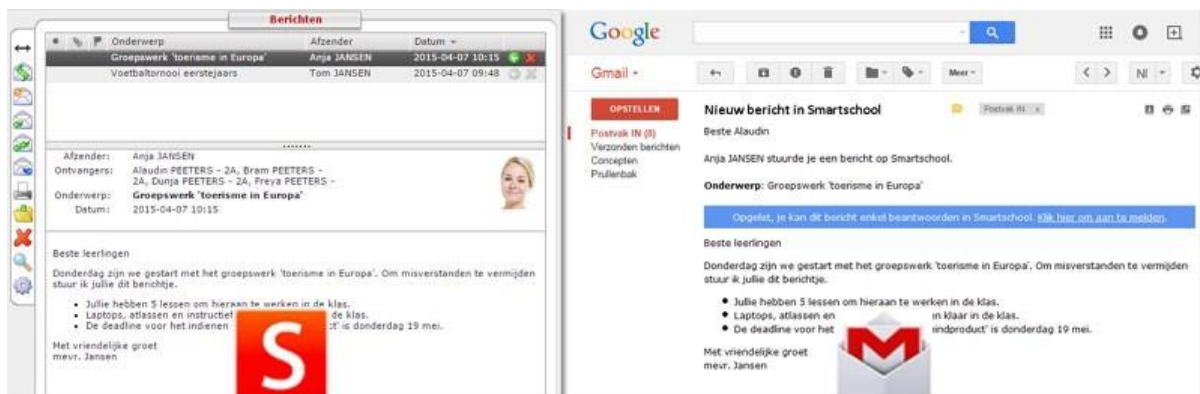 Berichten
Onderwerp Afzender Datum
Groepswerk 'toerisme in Europa' Anja JANSEN 2015-04-07 10:15
Voetbaltornooi eerstejaars Tom JANSEN 2015-04-07 09:48
Afzender: Anja JANSEN
Ontvangers: Alaudin PEETERS - 2A, Bram PEETERS -
2A, Dunja PEETERS - 2A, Freya PEETERS -
Onderwerp: Groepswerk 'toerisme in Europa'
Datum: 2015-04-07 10:15
Beste leerlingen
Donderdag zijn we gestart met het groepswerk 'toerisme in Europa'. Om misverstanden te vermijden
stuur ik jullie dit berichtje.
• Jullie hebben 5 lessen om hieraan te werken in de klas.
• Laptops, atlassen en instructief de klas.
• De deadline voor het indienen ct' is donderdag 19 mei.
Met vriendelijke groet
mevr. Jansen
S
Google
Gmail
Meer
NI
OPSTELLEN
Postvak IN (8)
Verzonden berichten
Concepten
Prullenbak
Nieuw bericht in Smartschool Postvak IN x
Beste Alaudin
Anja JANSEN stuurde je een bericht op Smartschool.
Onderwerp: Groepswerk 'toerisme in Europa'
Opgelet, je kan dit bericht enkel beantwoorden in Smartschool. Klik hier om aan te melden.
Beste leerlingen
Donderdag zijn we gestart met het groepswerk 'toerisme in Europa'. Om misverstanden te vermijden
stuur ik jullie dit berichtje.
• Jullie hebben 5 lessen om hieraan te werken in de klas.
• Laptops, atlassen en n klaar in de klas.
• De deadline voor het indproduct' is donderdag 19 mei.
Met vriendelijke groet
mevr. Jansen